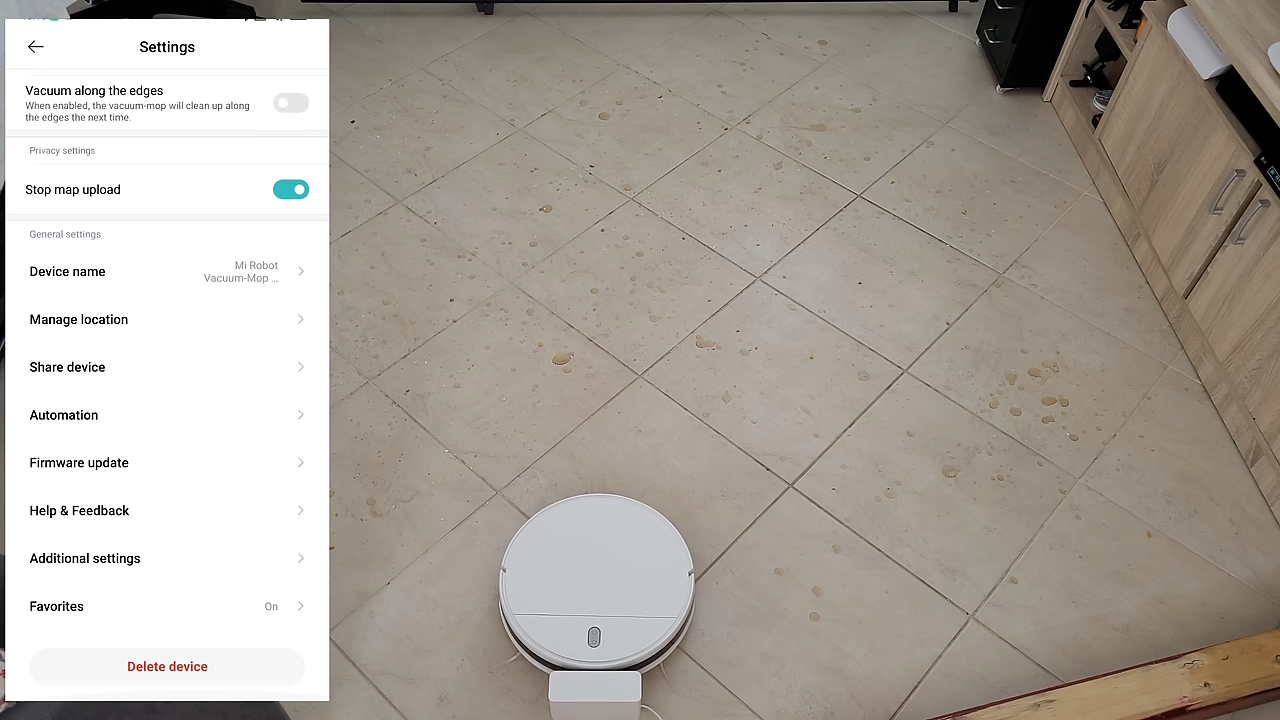 Settings
Vacuum along the edges
When enabled, the vacuum-mop will clean up along
the edges the next time.
Privacy settings
Stop map upload
General settings
Device name
Mi Robot
Vacuum-Mop ...
Manage location
Share device
Automation
Firmware update
Help & Feedback
Additional settings
Favorites On
Delete device